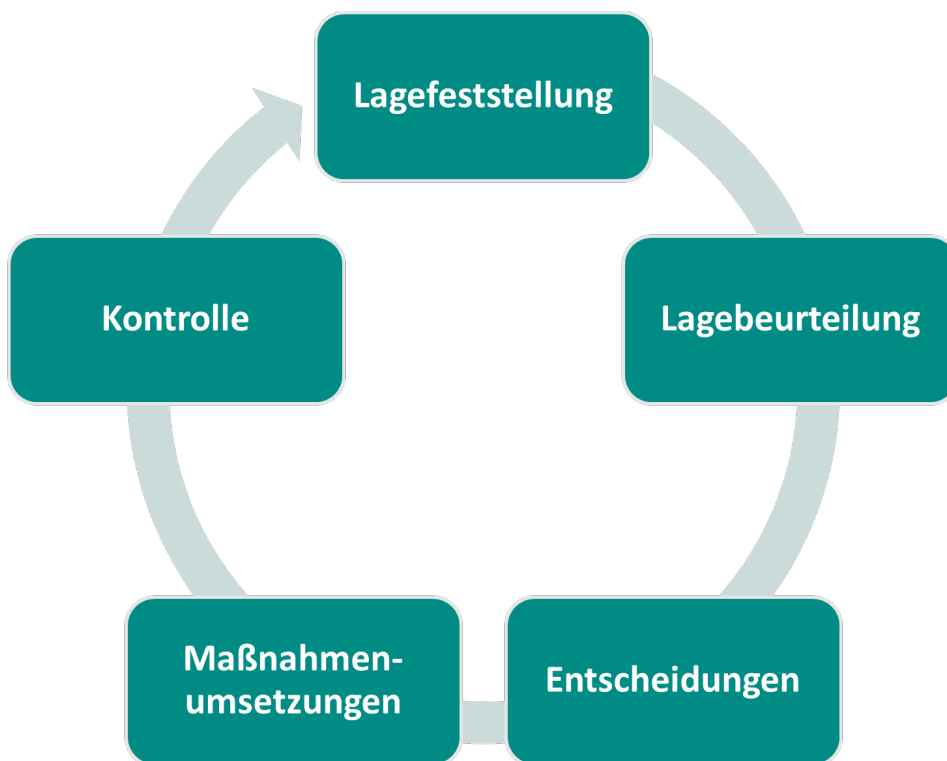 Lagefeststellung
Lagebeurteilung
Entscheidungen
Maßnahmen-
umsetzungen
Kontrolle